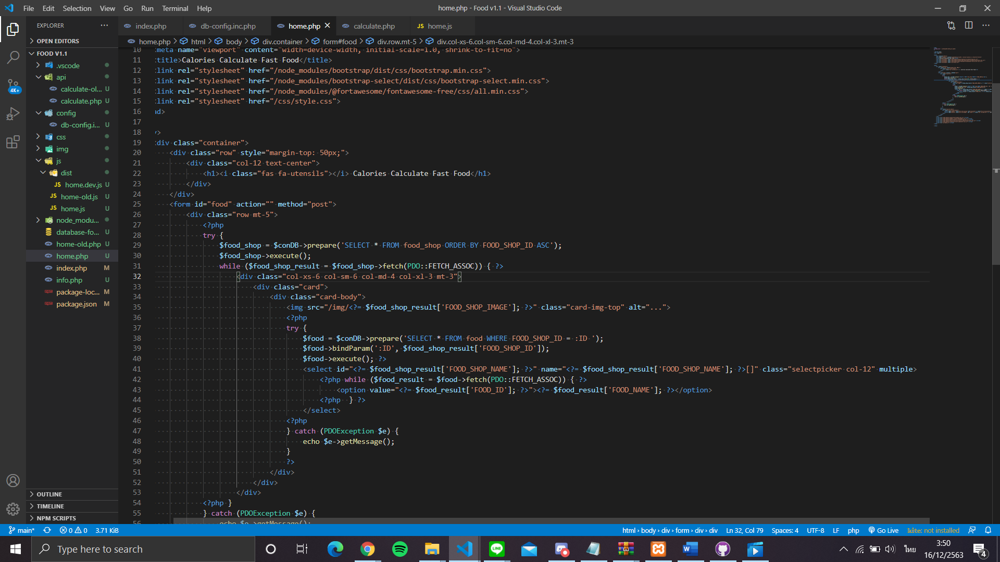 File Edit Selection View Go Run Terminal Help
home.php - Food v1.1 - Visual Studio Code
EXPLORER
OPEN EDITORS
FOOD V1.1
.vscode
api
calculate-ol... U
calculate.php U
config
db-config.i... U
css
img
js
dist
JS home.dev.js U
JS home-old.js U
JS home.js U
node_modu...
database-fo... U
home-old.php U
home.php U
index.php M
info.php U
package-loc... M
package.json M
OUTLINE
TIMELINE
NPM SCRIPTS
4K+
index.php db-config.inc.php home.php calculate.php JS home.js
home.php > html > body > div.container > form#food > div.row.mt-5 > div.col-xs-6.col-sm-6.col-md-4.col-xl-3.mt-3
10 meta name="viewport" content="width=device-width, initial-scale=1.0, shrink-to-fit=no">
11 title>Calories Calculate Fast Food</title>
12 link rel="stylesheet" href="/node_modules/bootstrap/dist/css/bootstrap.min.css">
13 link rel="stylesheet" href="/node_modules/bootstrap-select/dist/css/bootstrap-select.min.css">
14 link rel="stylesheet" href="/node_modules/@fortawesome/fontawesome-free/css/all.min.css">
15 link rel="stylesheet" href="/css/style.css">
16 ad>
17
18 >
19 div class="container">
20 <div class="row" style="margin-top: 50px;">
21 <div class="col-12 text-center">
22 <h1><i class="fas fa-utensils"></i> Calories Calculate Fast Food</h1>
23 </div>
24 </div>
25 <form id="food" action="" method="post">
26 <div class="row mt-5">
27 <?php
28 try {
29 $food_shop = $conDB->prepare('SELECT * FROM food_shop ORDER BY FOOD_SHOP_ID ASC');
30 $food_shop->execute();
31 while ($food_shop_result = $food_shop->fetch(PDO::FETCH_ASSOC)) { ?>
32 <div class="col-xs-6 col-sm-6 col-md-4 col-xl-3 mt-3">
33 <div class="card">
34 <div class="card-body">
35 <img src="/img/<?= $food_shop_result['FOOD_SHOP_IMAGE']; ?>" class="card-img-top" alt="...">
36 <?php
37 try {
38 $food = $conDB->prepare('SELECT * FROM food WHERE FOOD_SHOP_ID = :ID ');
39 $food->bindParam(':ID', $food_shop_result['FOOD_SHOP_ID']);
40 $food->execute(); ?>
41 <select id="<?= $food_shop_result['FOOD_SHOP_NAME']; ?>" name="<?= $food_shop_result['FOOD_SHOP_NAME']; ?>[]" class="selectpicker col-12" multiple>
42 <?php while ($food_result = $food->fetch(PDO::FETCH_ASSOC)) { ?>
43 <option value="<?= $food_result['FOOD_ID']; ?>"><?= $food_result['FOOD_NAME']; ?></option>
44 <?php } ?>
45 </select>
46 <?php
47 } catch (PDOException $e) {
48 echo $e->getMessage();
49 }
50 ?>
51 </div>
52 </div>
53 </div>
54 <?php }
55 } catch (PDOException $e) {
56 echo $e->getMessage();
main* 0 0 3.71 KiB
html › body › div › form › div › div Ln 32, Col 79 Spaces: 4 UTF-8 LF php Go Live kite: not installed
Type here to search
ไทย
3:50
16/12/2563
4